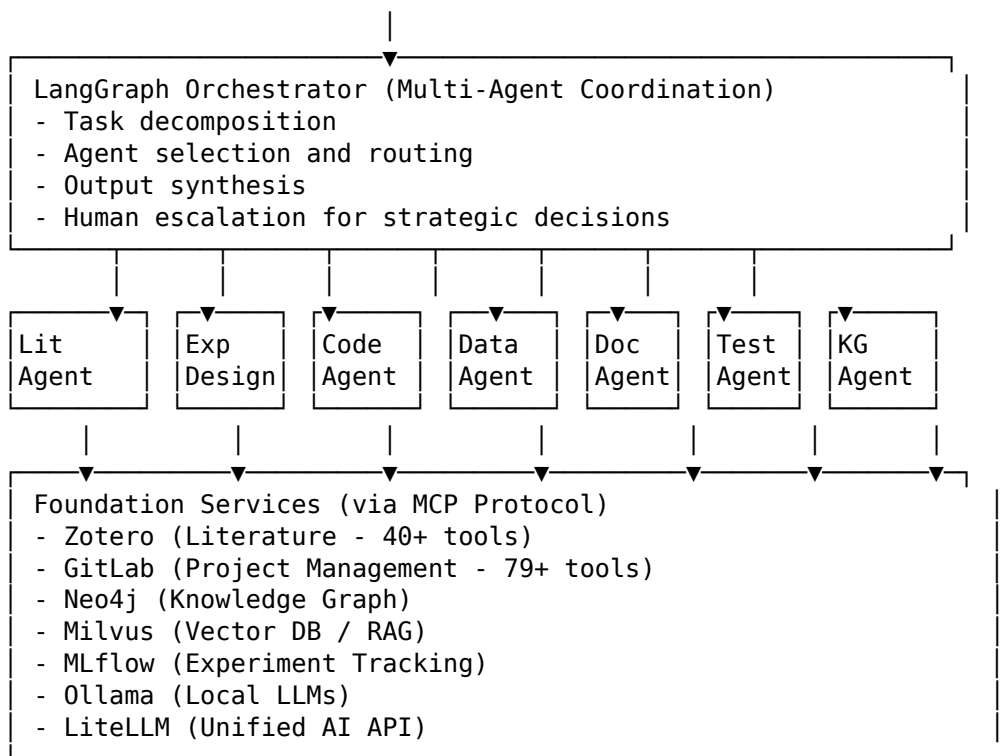 LangGraph Orchestrator (Multi-Agent Coordination)
- Task decomposition
- Agent selection and routing
- Output synthesis
- Human escalation for strategic decisions
Lit Exp Code Data Doc Test KG
Agent Design Agent Agent Agent Agent Agent
Foundation Services (via MCP Protocol)
- Zotero (Literature - 40+ tools)
- GitLab (Project Management - 79+ tools)
- Neo4j (Knowledge Graph)
- Milvus (Vector DB / RAG)
- MLflow (Experiment Tracking)
- Ollama (Local LLMs)
- LiteLLM (Unified AI API)